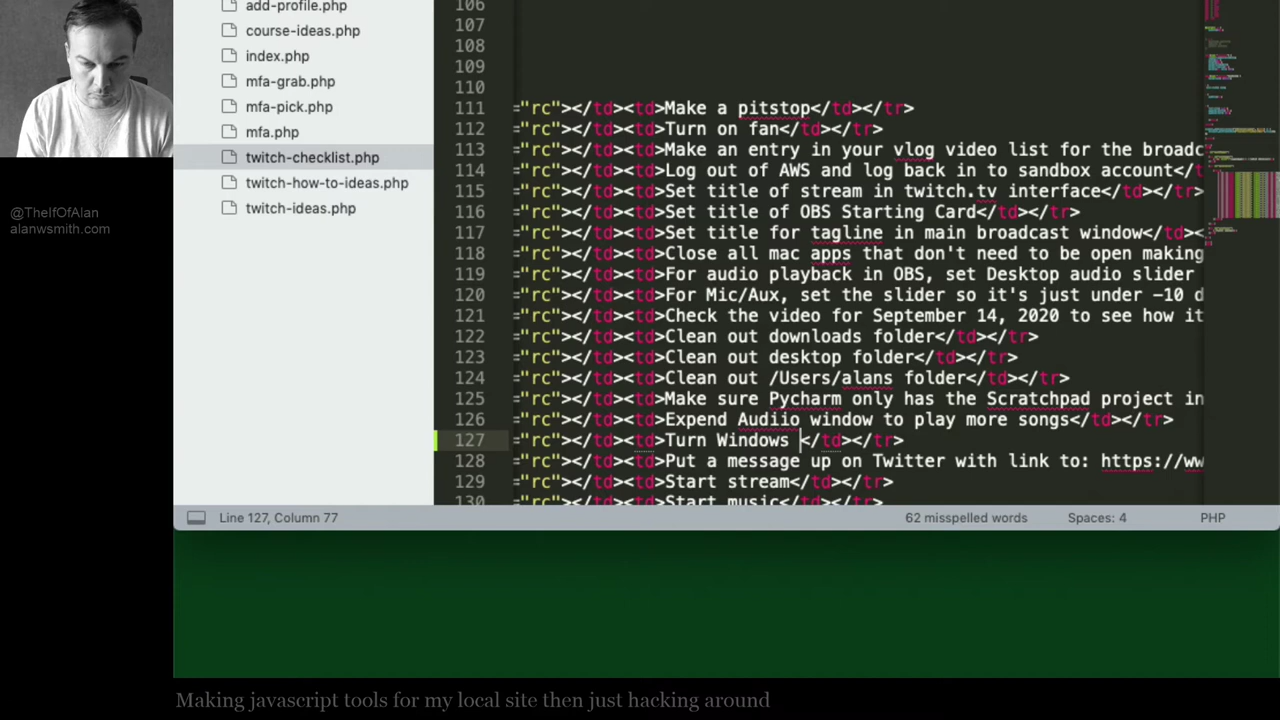 add-profile.php
course-ideas.php
index.php
mfa-grab.php
mfa-pick.php
mfa.php
twitch-checklist.php
twitch-how-to-ideas.php
twitch-ideas.php
@TheIfOfAlan
alanwsmith.com
106
107
108
109
110
111 ="rc"></td><td>Make a pitstop</td></tr>
112 ="rc"></td><td>Turn on fan</td></tr>
113 ="rc"></td><td>Make an entry in your vlog video list for the broadc
114 ="rc"></td><td>Log out of AWS and log back in to sandbox account</t
115 ="rc"></td><td>Set title of stream in twitch.tv interface</td></tr>
116 ="rc"></td><td>Set title of OBS Starting Card</td></tr>
117 ="rc"></td><td>Set title for tagline in main broadcast window</td><
118 ="rc"></td><td>Close all mac apps that don't need to be open making
119 ="rc"></td><td>For audio playback in OBS, set Desktop audio slider
120 ="rc"></td><td>For Mic/Aux, set the slider so it's just under -10 d
121 ="rc"></td><td>Check the video for September 14, 2020 to see how it
122 ="rc"></td><td>Clean out downloads folder</td></tr>
123 ="rc"></td><td>Clean out desktop folder</td></tr>
124 ="rc"></td><td>Clean out /Users/alans folder</td></tr>
125 ="rc"></td><td>Make sure Pycharm only has the Scratchpad project in
126 ="rc"></td><td>Expend Audiio window to play more songs</td></tr>
127 ="rc"></td><td>Turn Windows </td></tr>
128 ="rc"></td><td>Put a message up on Twitter with link to: https://ww
129 ="rc"></td><td>Start stream</td></tr>
130 ="rc"></td><td>Start music</td></tr>
Line 127, Column 77 62 misspelled words Spaces: 4 PHP
Making javascript tools for my local site then just hacking around